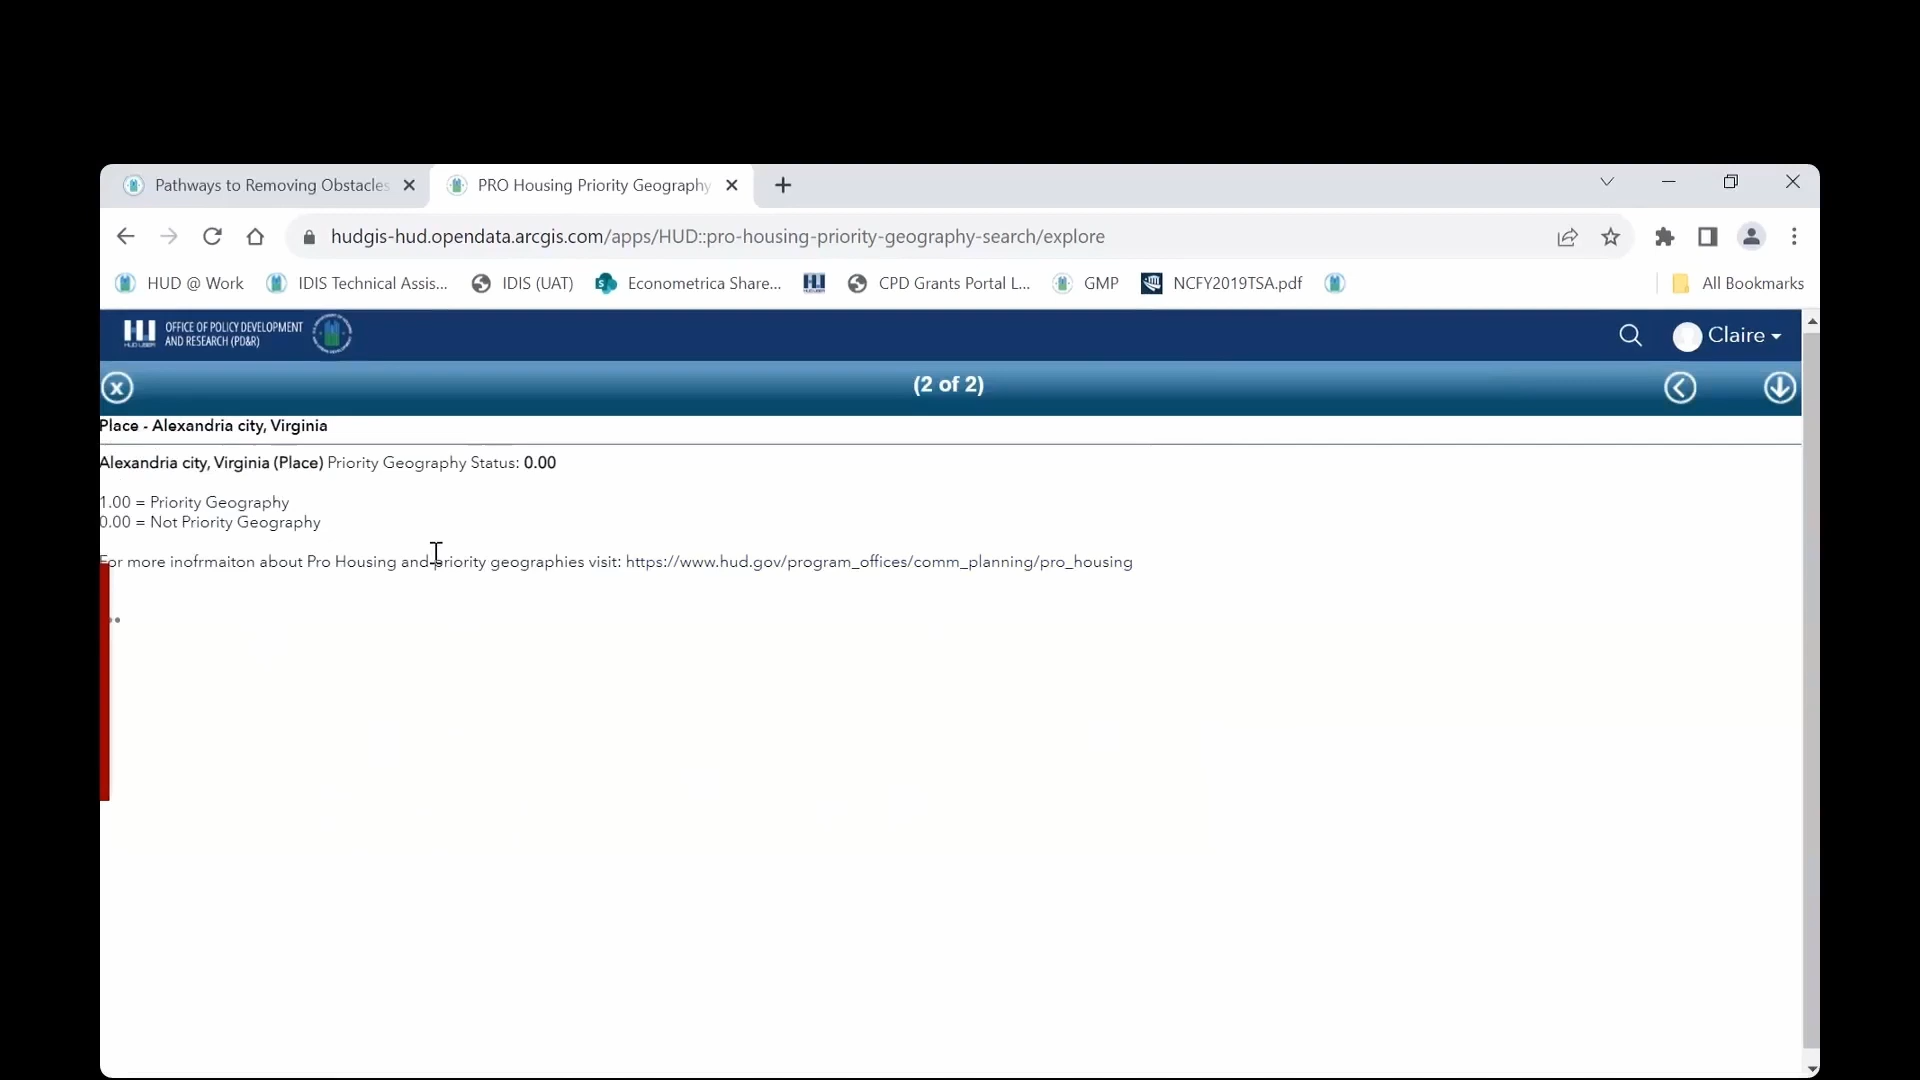 Pathways to Removing Obstacles
PRO Housing Priority Geography
hudgis-hud.opendata.arcgis.com/apps/HUD::pro-housing-priority-geography-search/explore
HUD @ Work
IDIS Technical Assis...
IDIS (UAT)
Econometrica Share...
CPD Grants Portal L...
GMP
NCFY2019TSA.pdf
All Bookmarks
OFFICE OF POLICY DEVELOPMENT
AND RESEARCH (PD&R)
Claire
(2 of 2)
Place - Alexandria city, Virginia
Alexandria city, Virginia (Place) Priority Geography Status: 0.00
1.00 = Priority Geography
0.00 = Not Priority Geography
For more inofrmaiton about Pro Housing and priority geographies visit: https://www.hud.gov/program_offices/comm_planning/pro_housing